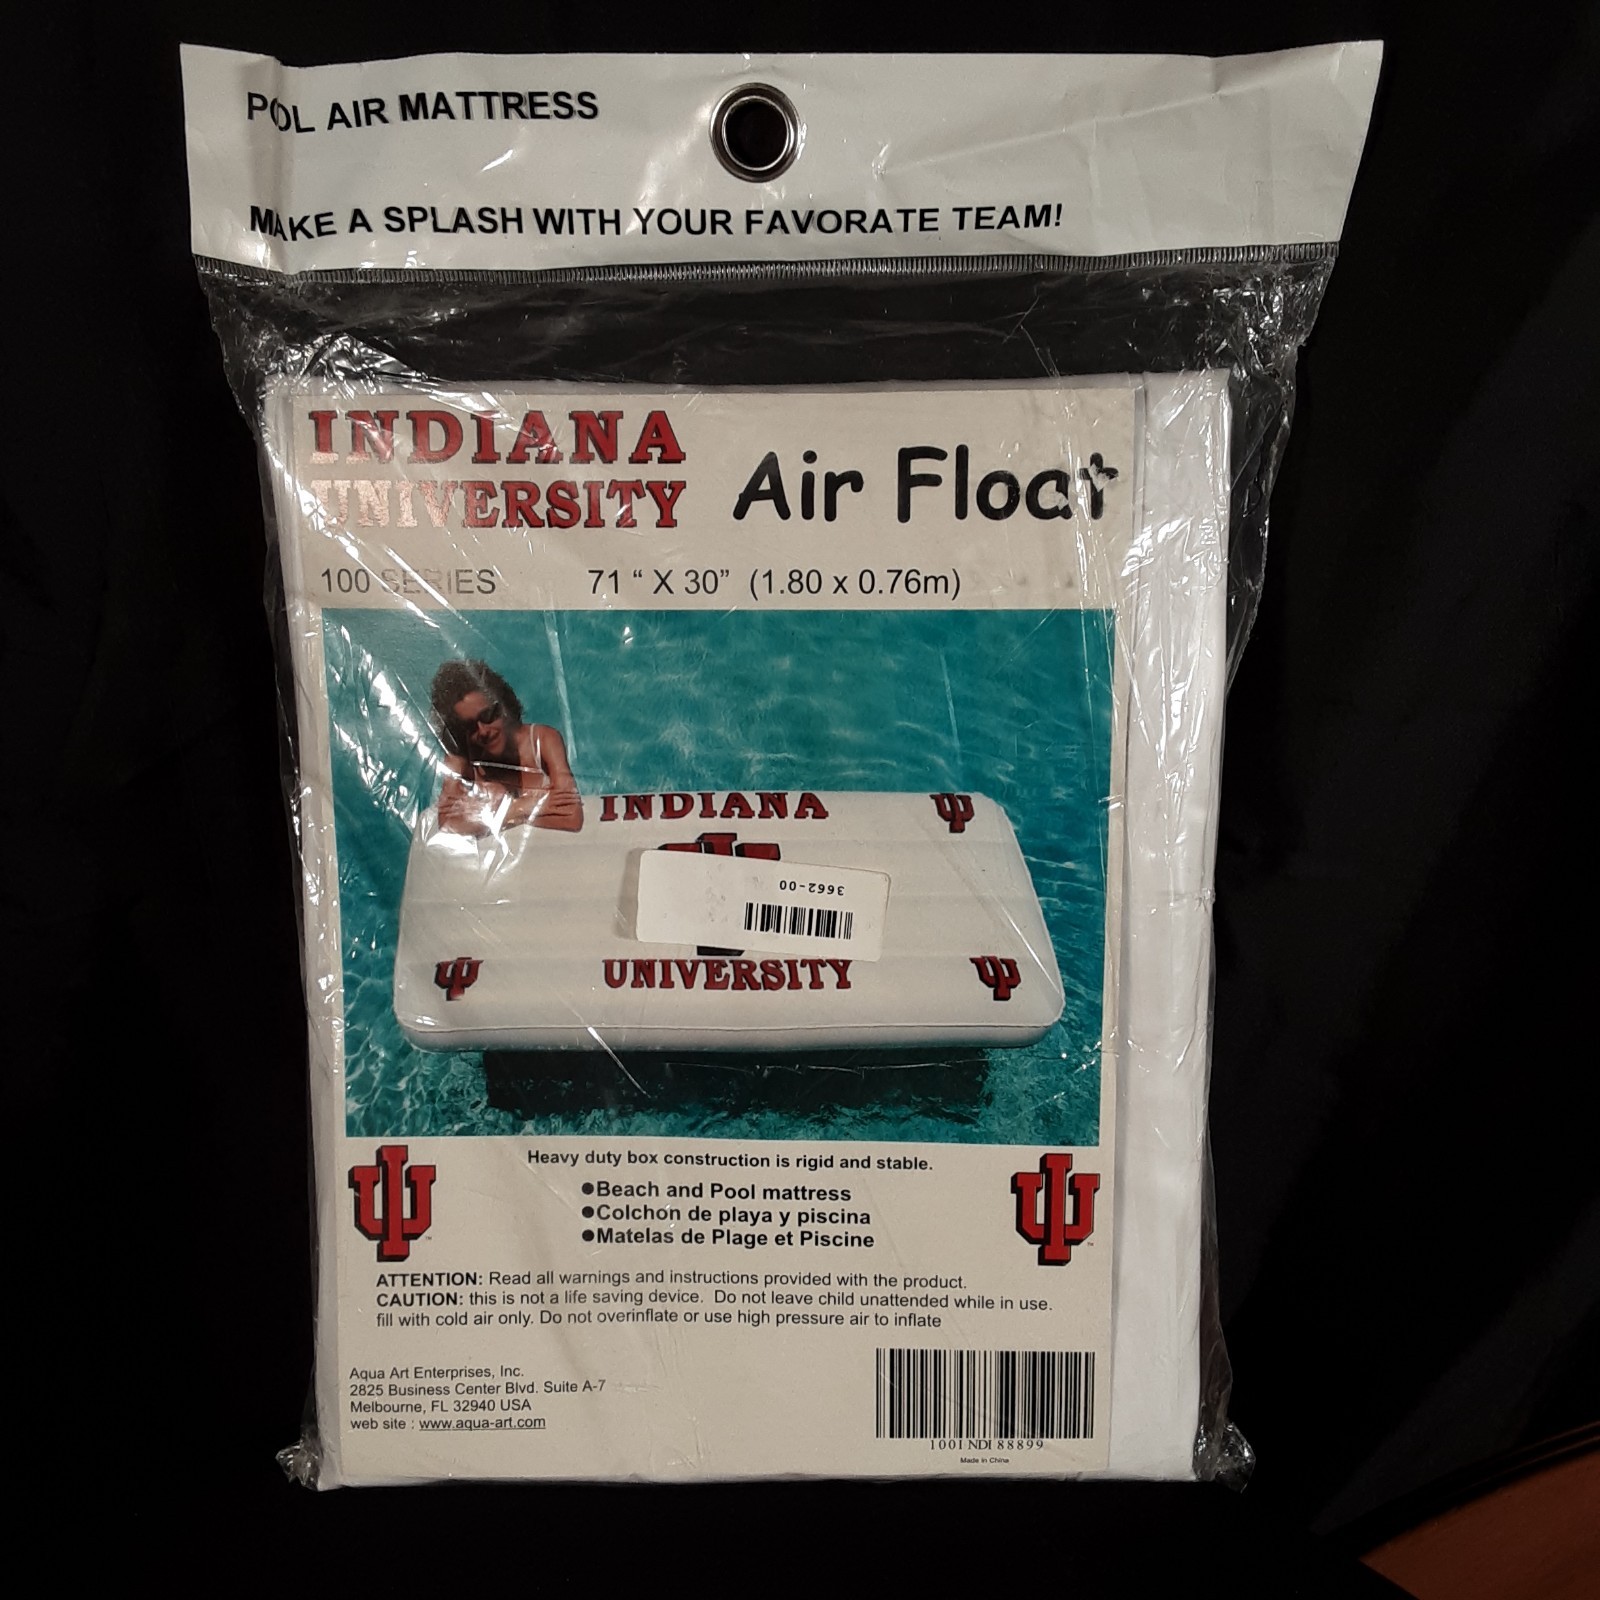 POOL AIR MATTRESS
MAKE A SPLASH WITH YOUR FAVORATE TEAM!
INDIANA
UNIVERSITY
Air Float
100 SERIES 71 “ X 30” (1.80 x 0.76m)
INDIANA
3662-00
UNIVERSITY
Heavy duty box construction is rigid and stable.
●Beach and Pool mattress
●Colchon de playa y piscina
●Matelas de Plage et Piscine
ATTENTION: Read all warnings and instructions provided with the product.
CAUTION: this is not a life saving device. Do not leave child unattended while in use.
fill with cold air only. Do not overinflate or use high pressure air to inflate
Aqua Art Enterprises, Inc.
2825 Business Center Blvd. Suite A-7
Melbourne, FL 32940 USA
web site : www.aqua-art.com
1001 NDI 88899
Made in China